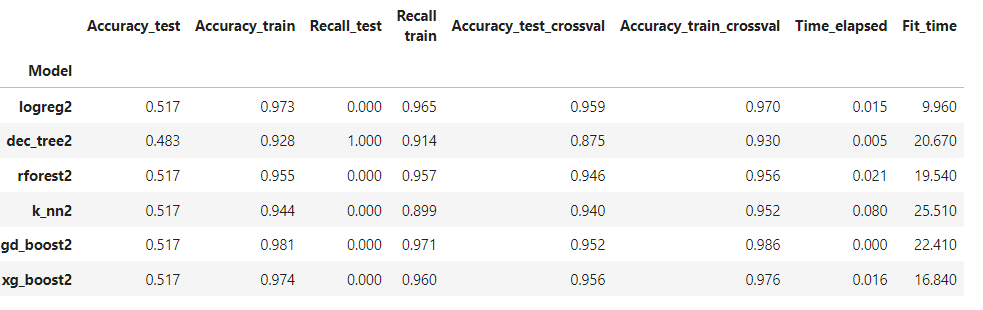 Accuracy_test Accuracy_train Recall_test Recall train Accuracy_test_crossval Accuracy_train_crossval Time_elapsed Fit_time
Model
logreg2 0.517 0.973 0.000 0.965 0.959 0.970 0.015 9.960
dec_tree2 0.483 0.928 1.000 0.914 0.875 0.930 0.005 20.670
rforest2 0.517 0.955 0.000 0.957 0.946 0.956 0.021 19.540
k_nn2 0.517 0.944 0.000 0.899 0.940 0.952 0.080 25.510
gd_boost2 0.517 0.981 0.000 0.971 0.952 0.986 0.000 22.410
xg_boost2 0.517 0.974 0.000 0.960 0.956 0.976 0.016 16.840